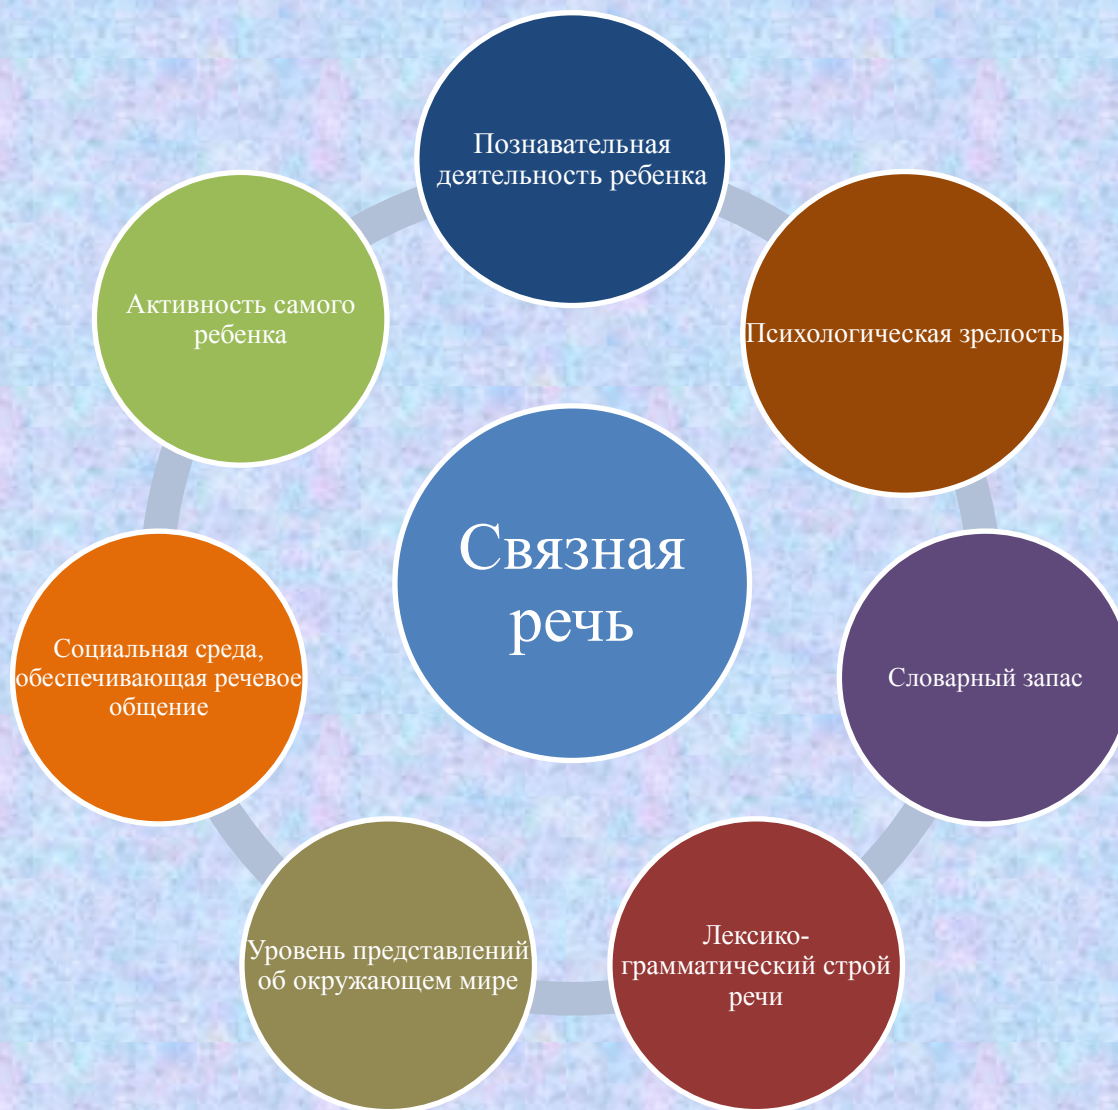 Познавательная
деятельность ребенка
Психологическая зрелость
Словарный запас
Лексико-
грамматический строй
речи
Уровень представлений
об окружающем мире
Социальная среда,
обеспечивающая речевое
общение
Активность самого
ребенка
Связная
речь